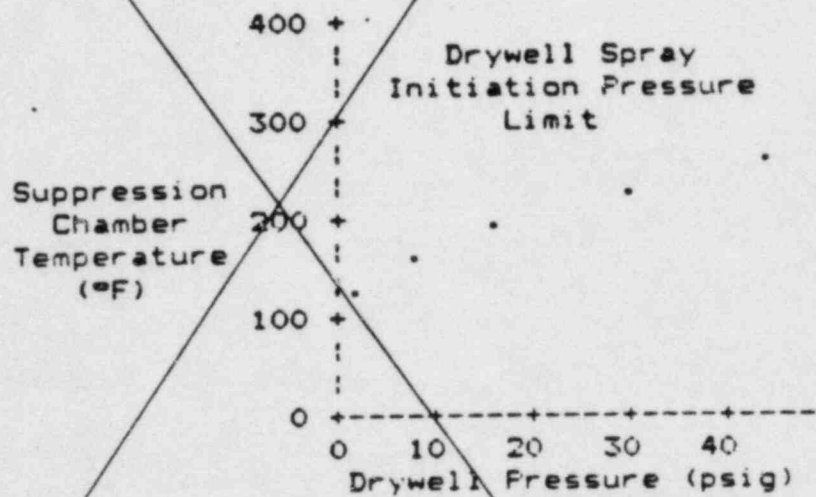 400
Drywell Spray
Initiation Pressure
Limit
300
Suppression
Chamber
Temperature
(°F)
200
100
0
0 10 20 30 40
Drywell Pressure (psig)